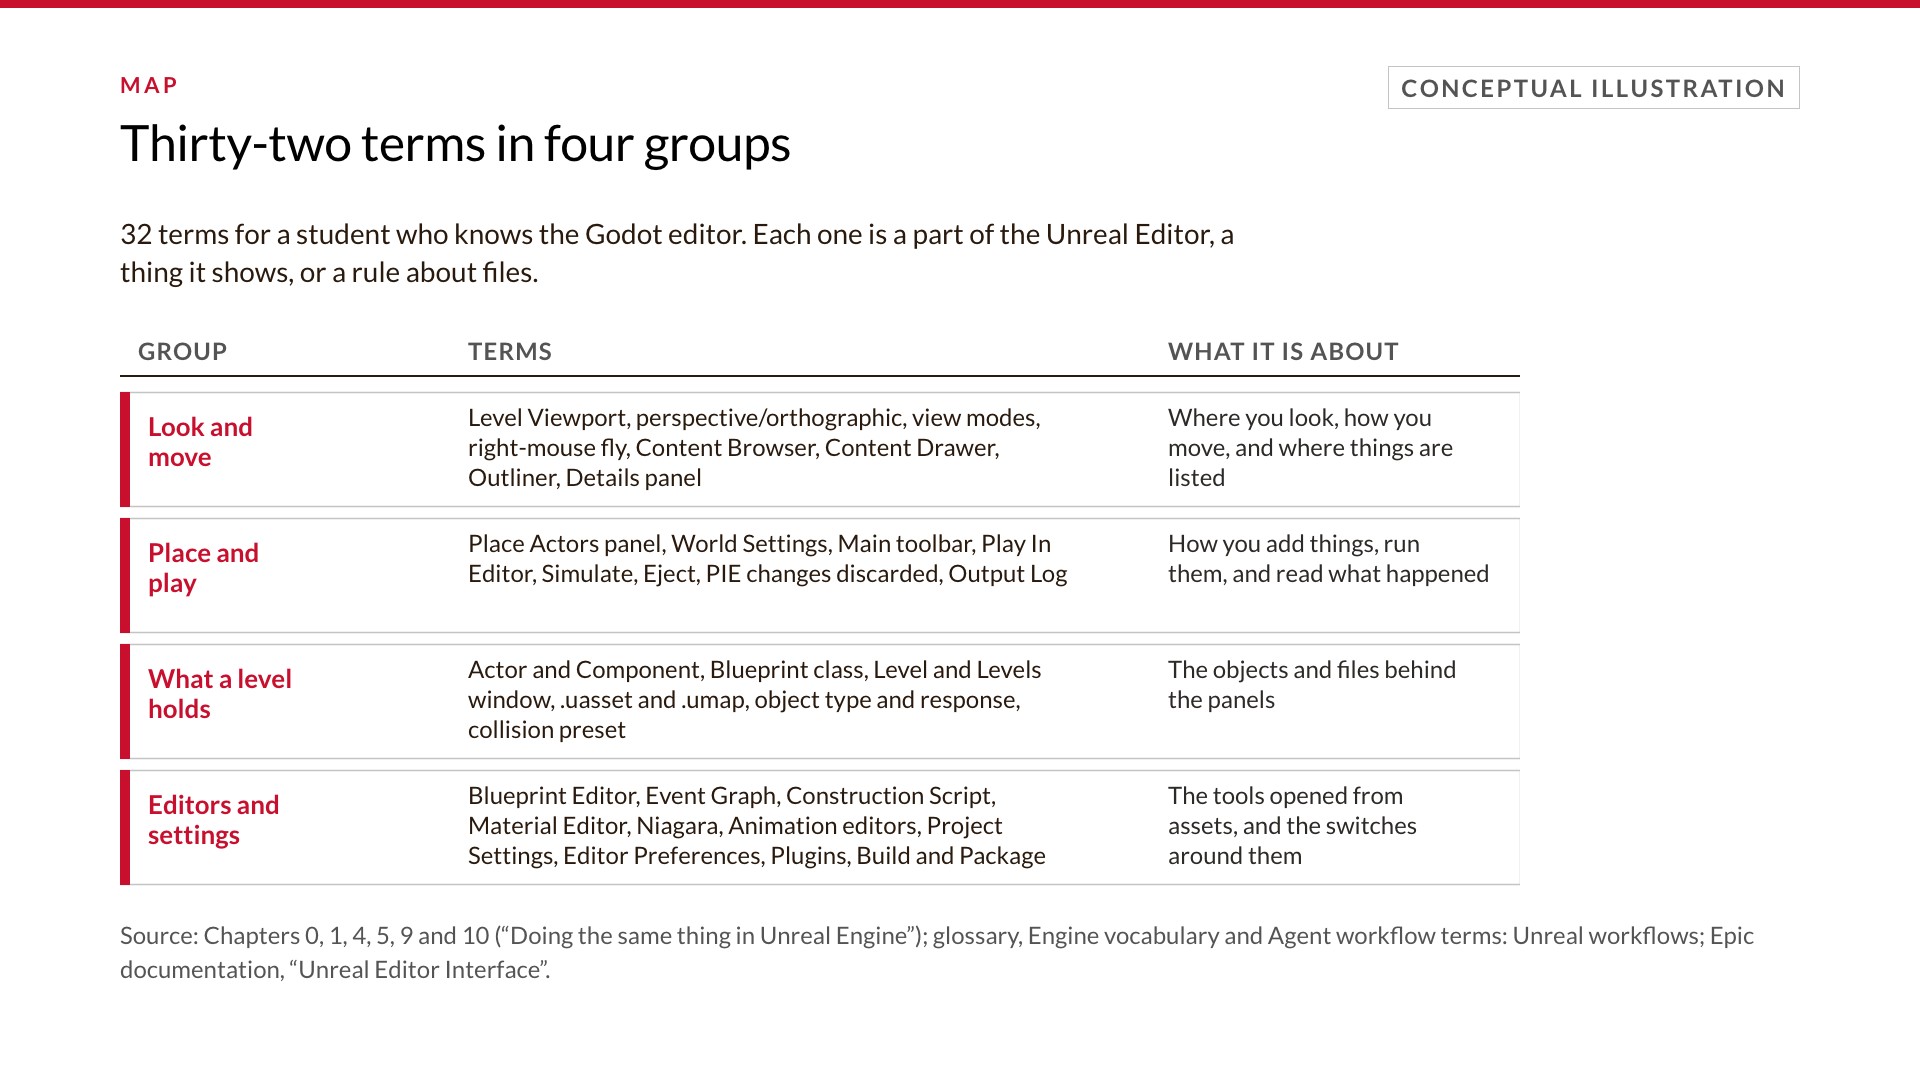 MAP
CONCEPTUAL ILLUSTRATION
Thirty-two terms in four groups
32 terms for a student who knows the Godot editor. Each one is a part of the Unreal Editor, a
thing it shows, or a rule about files.
GROUP
TERMS
WHAT IT IS ABOUT
Look and
move
Level Viewport, perspective/orthographic, view modes,
right-mouse fly, Content Browser, Content Drawer,
Outliner, Details panel
Where you look, how you
move, and where things are
listed
Place and
play
Place Actors panel, World Settings, Main toolbar, Play In
Editor, Simulate, Eject, PIE changes discarded, Output Log
How you add things, run
them, and read what happened
What a level
holds
Actor and Component, Blueprint class, Level and Levels
window, .uasset and .umap, object type and response,
collision preset
The objects and files behind
the panels
Editors and
settings
Blueprint Editor, Event Graph, Construction Script,
Material Editor, Niagara, Animation editors, Project
Settings, Editor Preferences, Plugins, Build and Package
The tools opened from
assets, and the switches
around them
Source: Chapters 0, 1, 4, 5, 9 and 10 (“Doing the same thing in Unreal Engine”); glossary, Engine vocabulary and Agent workflow terms: Unreal workflows; Epic
documentation, “Unreal Editor Interface”.